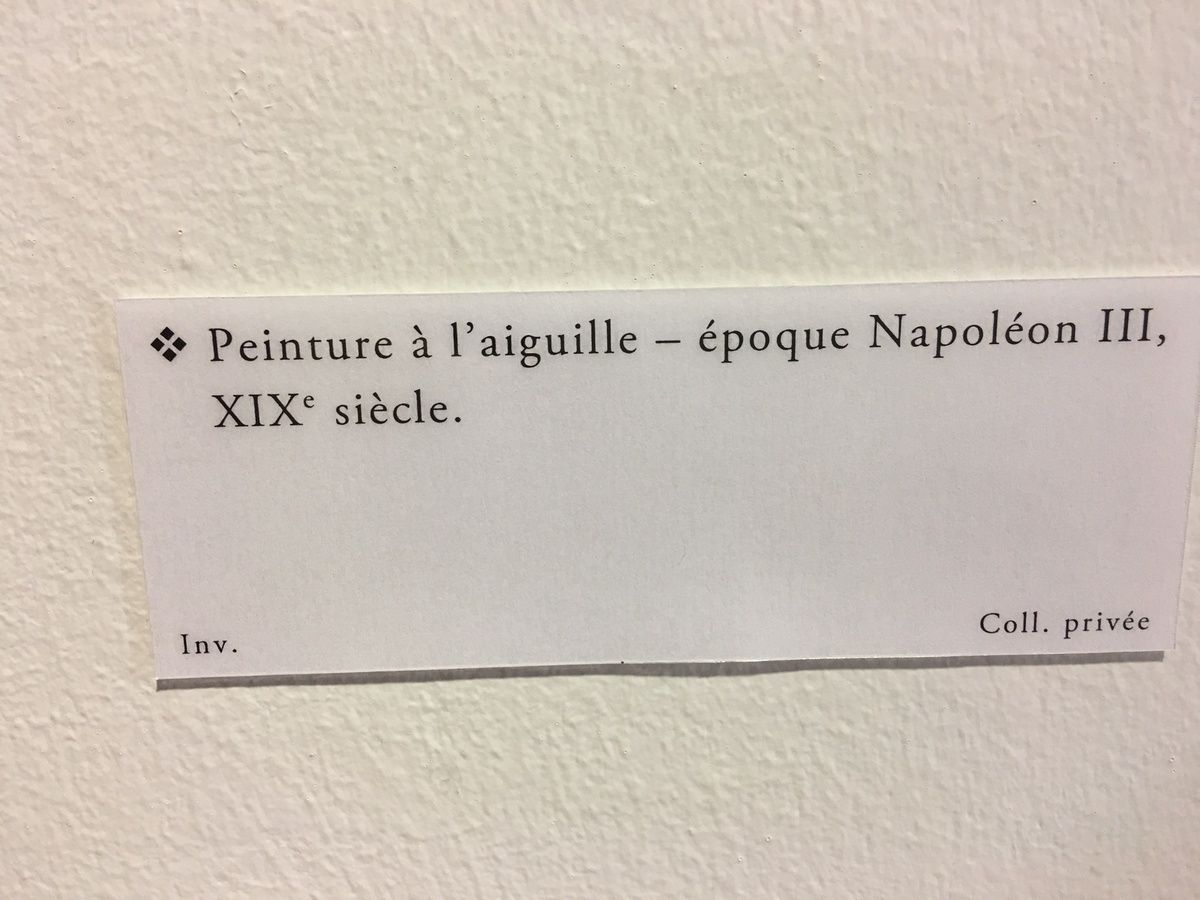 ❖ Peinture à l’aiguille – époque Napoléon III,
XIXᵉ siècle.
Inv.
Coll. privée